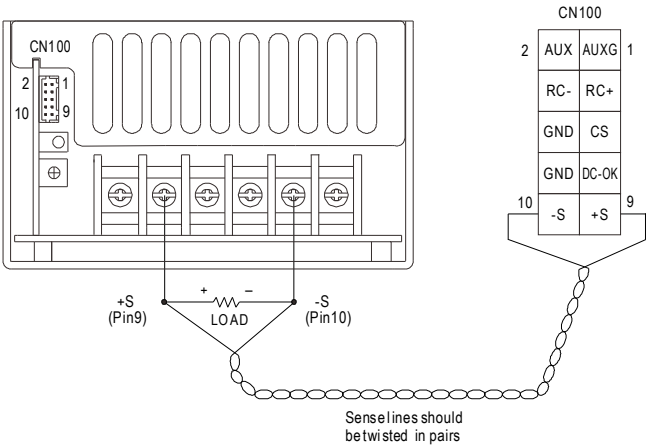 CN100
2 1
10 9
+S
(Pin9)
+ –
LOAD
-S
(Pin10)
CN100
2 AUX AUXG 1
RC- RC+
GND CS
GND DC-OK
10 -S +S 9
Sense lines should
be twisted in pairs